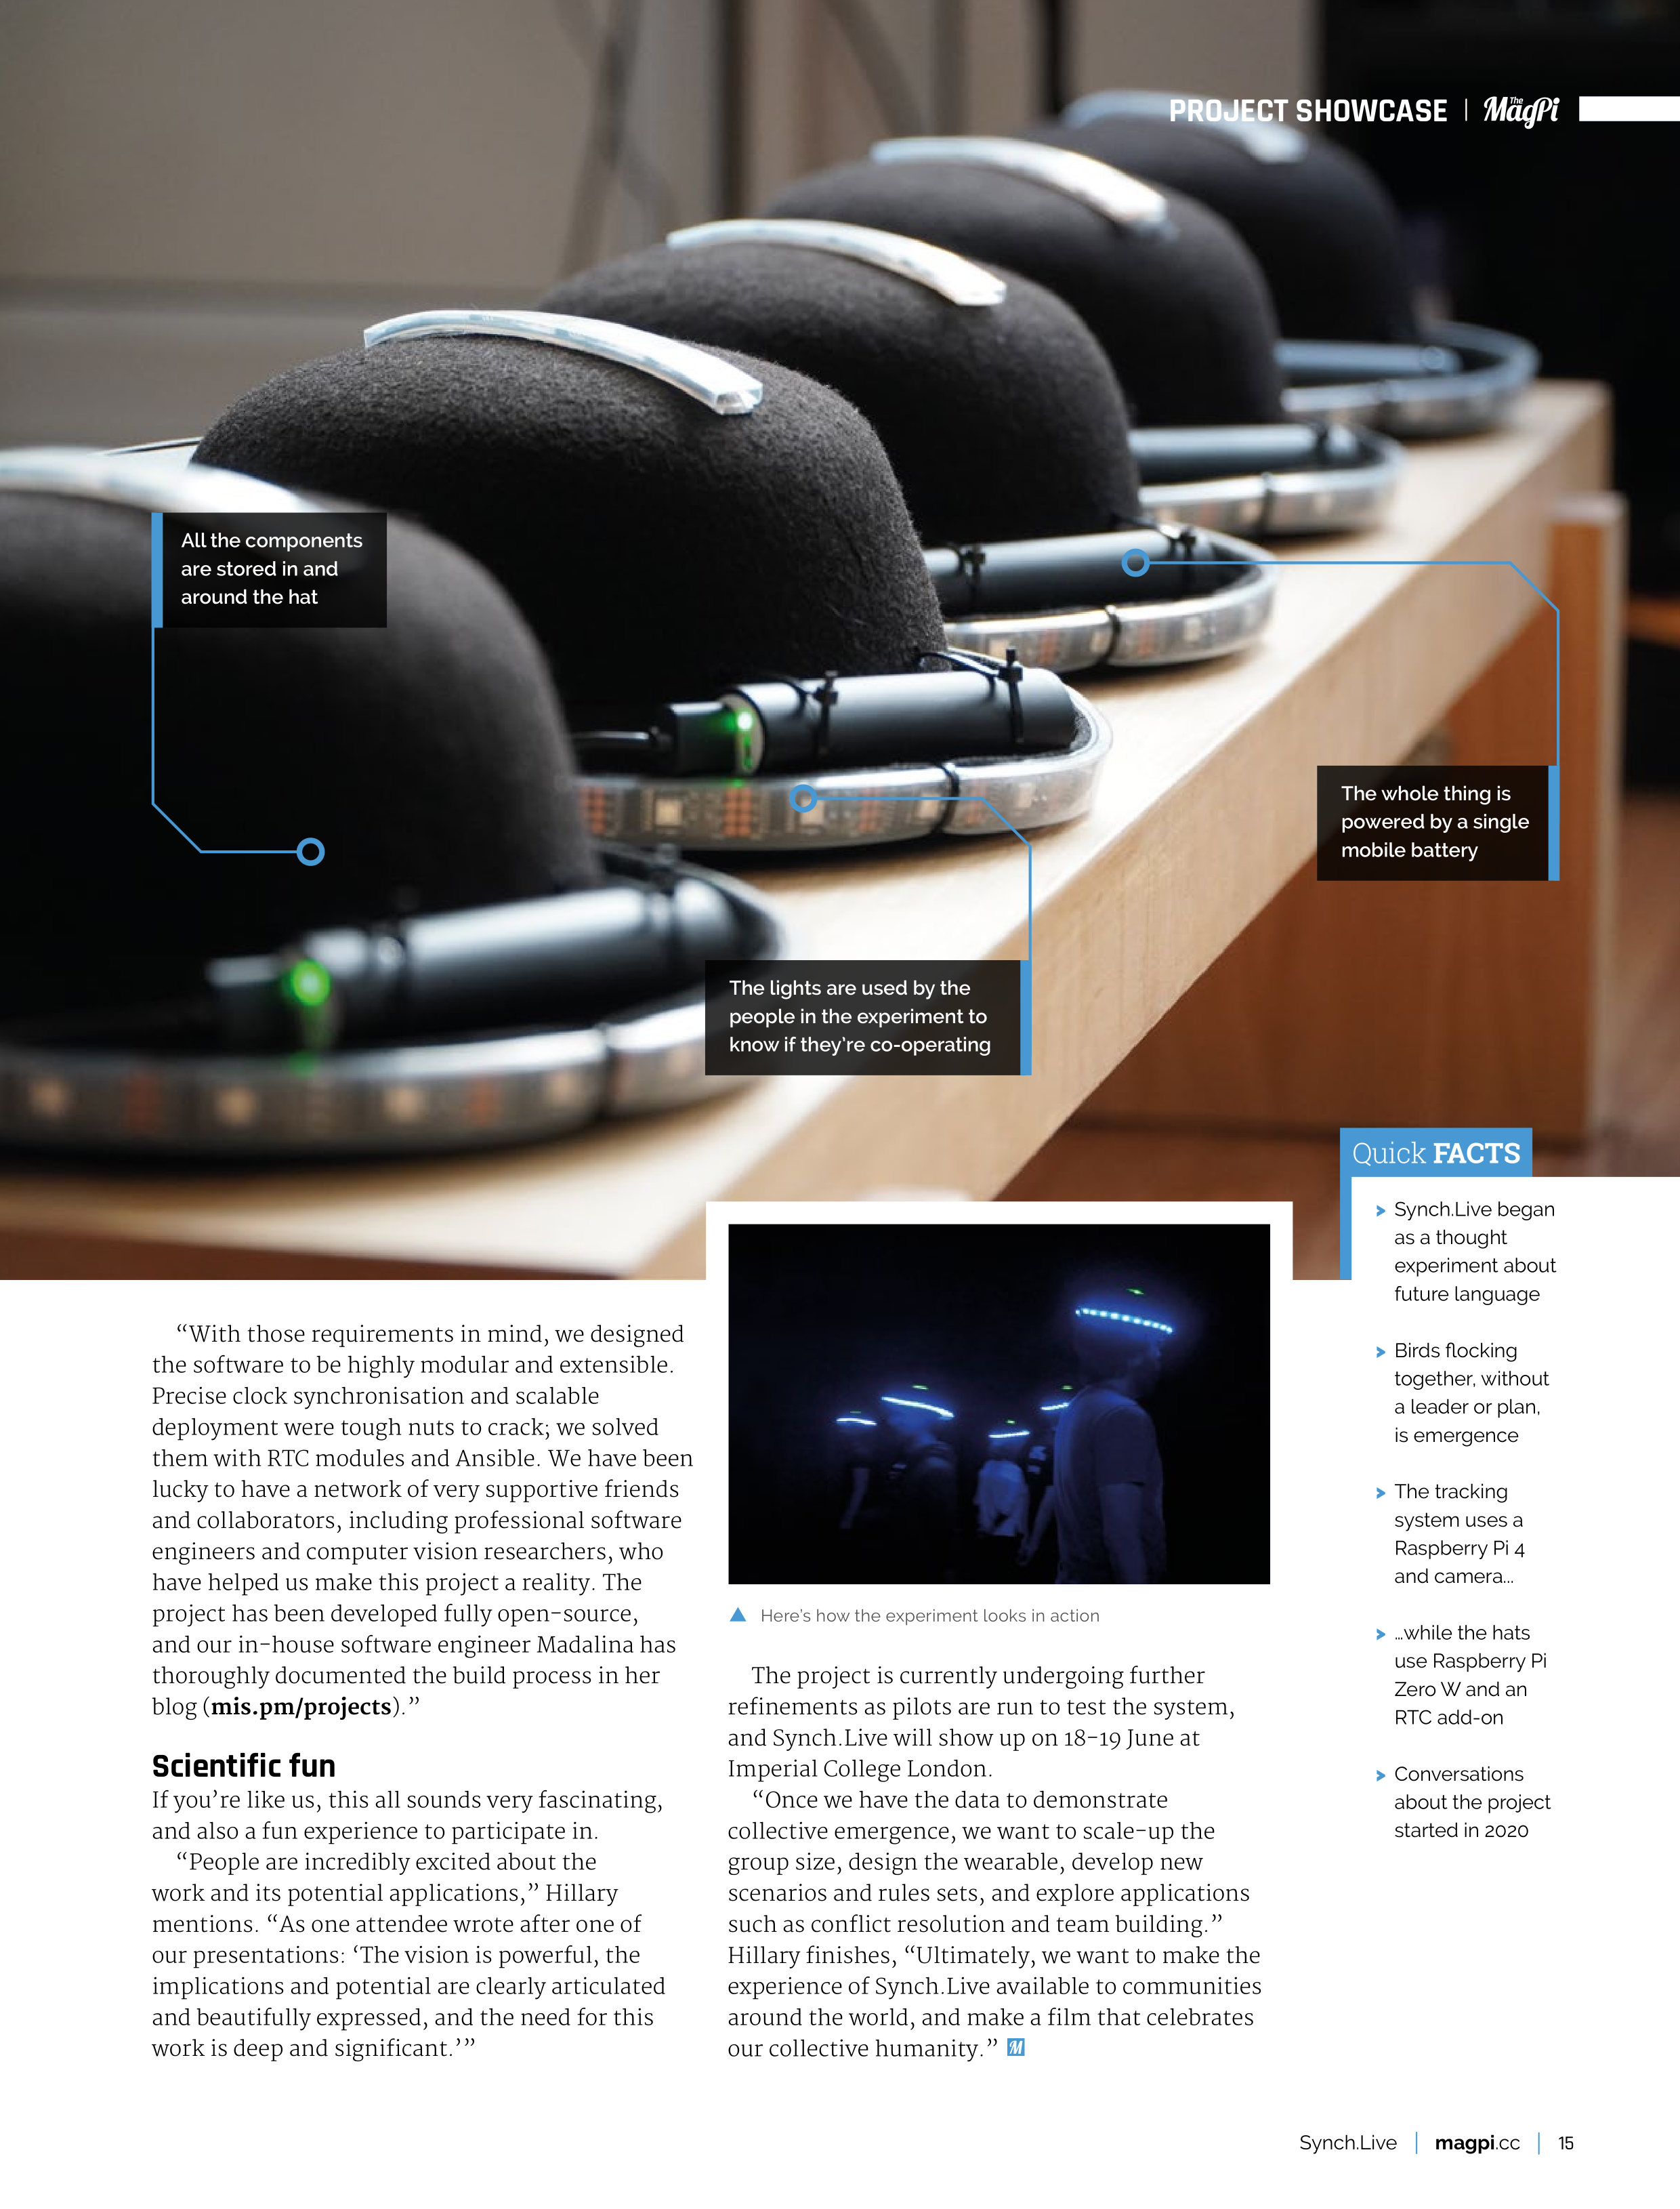 PROJECT SHOWCASE | The MagPi
All the components
are stored in and
around the hat
The whole thing is
powered by a single
mobile battery
The lights are used by the
people in the experiment to
know if they're co-operating
“With those requirements in mind, we designed
the software to be highly modular and extensible.
Precise clock synchronisation and scalable
deployment were tough nuts to crack; we solved
them with RTC modules and Ansible. We have been
lucky to have a network of very supportive friends
and collaborators, including professional software
engineers and computer vision researchers, who
have helped us make this project a reality. The
project has been developed fully open-source,
and our in-house software engineer Madalina has
thoroughly documented the build process in her
blog (mis.pm/projects).”
Scientific fun
If you’re like us, this all sounds very fascinating,
and also a fun experience to participate in.
“People are incredibly excited about the
work and its potential applications,” Hillary
mentions. “As one attendee wrote after one of
our presentations: ‘The vision is powerful, the
implications and potential are clearly articulated
and beautifully expressed, and the need for this
work is deep and significant.’”
Here's how the experiment looks in action
The project is currently undergoing further
refinements as pilots are run to test the system,
and Synch.Live will show up on 18-19 June at
Imperial College London.
“Once we have the data to demonstrate
collective emergence, we want to scale-up the
group size, design the wearable, develop new
scenarios and rules sets, and explore applications
such as conflict resolution and team building.”
Hillary finishes, “Ultimately, we want to make the
experience of Synch.Live available to communities
around the world, and make a film that celebrates
our collective humanity.” M
Quick FACTS
> Synch.Live began
as a thought
experiment about
future language
> Birds flocking
together, without
a leader or plan,
is emergence
> The tracking
system uses a
Raspberry Pi 4
and camera...
> ...while the hats
use Raspberry Pi
Zero W and an
RTC add-on
> Conversations
about the project
started in 2020
Synch.Live | magpi.cc | 15